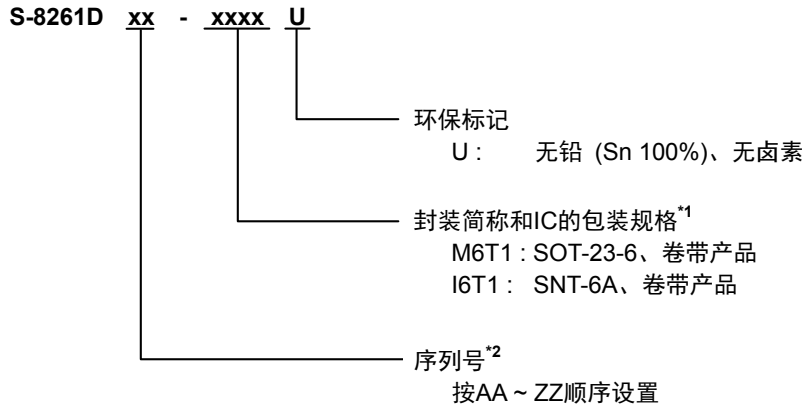 S-8261D xx - xxxx U
环保标记
U : 无铅 (Sn 100%)、无卤素
封装简称和IC的包装规格*1
M6T1 : SOT-23-6、卷带产品
I6T1 : SNT-6A、卷带产品
序列号*2
按AA ~ ZZ顺序设置